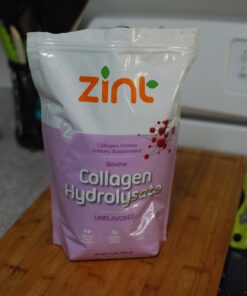 zint
Collagen Protein
Dietary Supplement
Bovine
Collagen
Hydrolysate
UNFLAVORED